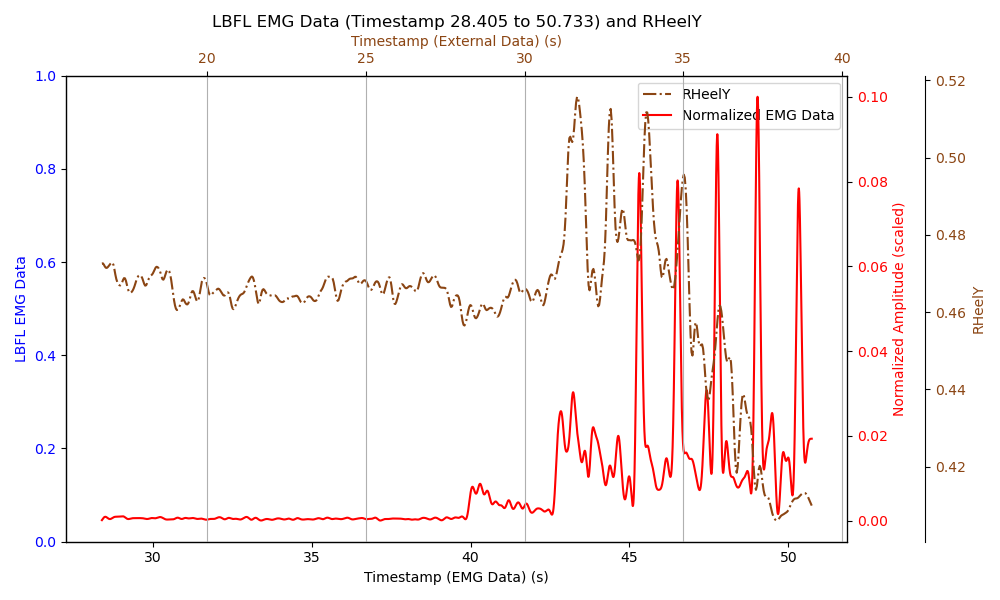 LBFL EMG Data (Timestamp 28.405 to 50.733) and RHeelY
Timestamp (External Data) (s)
20 25 30 35 40
1.0
0.8
0.6
0.4
0.2
0.0
LBFL EMG Data
RHeelY
Normalized EMG Data
0.10
0.08
0.06
0.04
0.02
0.00
Normalized Amplitude (scaled)
0.52
0.50
0.48
0.46
0.44
0.42
RHeelY
30 35 40 45 50
Timestamp (EMG Data) (s)